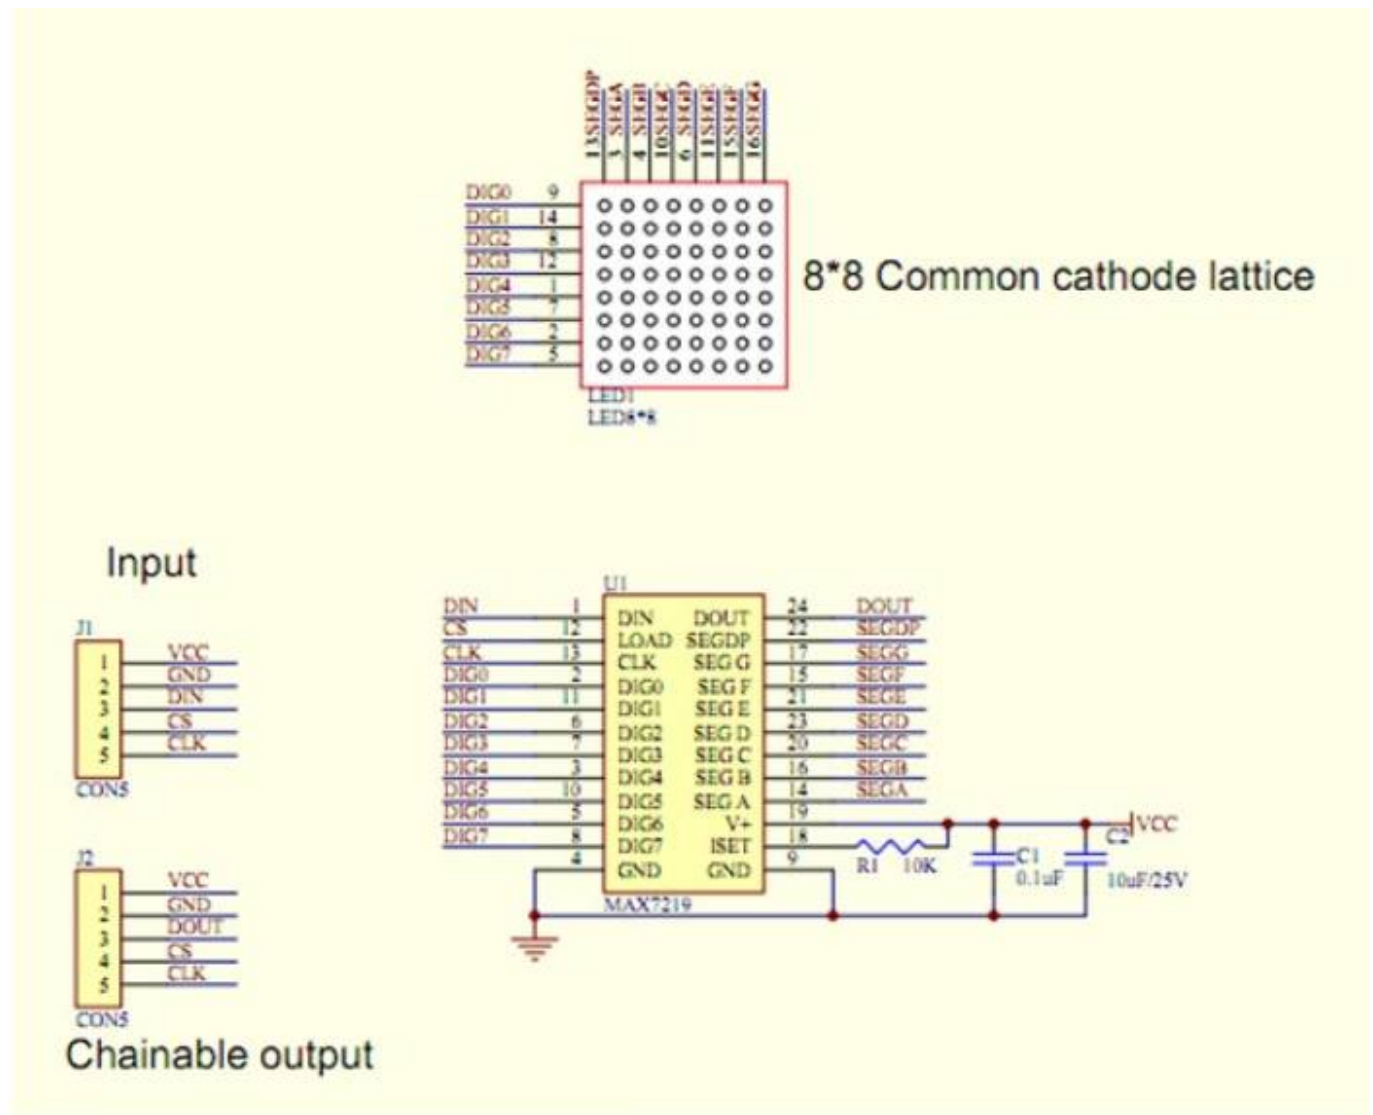 13SEGDP
3 SEGA
4 SEGB
10SEGC
6 SEGD
11SEGE
15SEGF
16SEGG
DIG0 9
DIG1 14
DIG2 8
DIG3 12
DIG4 1
DIG5 7
DIG6 2
DIG7 5
8*8 Common cathode lattice
LED1
LED8*8
Input
J1
1 VCC
2 GND
3 DIN
4 CS
5 CLK
CON5
J2
1 VCC
2 GND
3 DOUT
4 CS
5 CLK
CON5
Chainable output
U1
DIN 1 DIN DOUT 24 DOUT
CS 12 LOAD SEGDP 22 SEGDP
CLK 13 CLK SEG G 17 SEGG
DIG0 2 DIG0 SEG F 15 SEGF
DIG1 11 DIG1 SEG E 21 SEGE
DIG2 6 DIG2 SEG D 23 SEGD
DIG3 7 DIG3 SEG C 20 SEGC
DIG4 3 DIG4 SEG B 16 SEGB
DIG5 10 DIG5 SEG A 14 SEGA
DIG6 5 DIG6 V+ 19 VCC
DIG7 8 DIG7 ISET 18
4 GND GND 9
MAX7219
R1 10K
C1
0.1uF
C2
10uF/25V